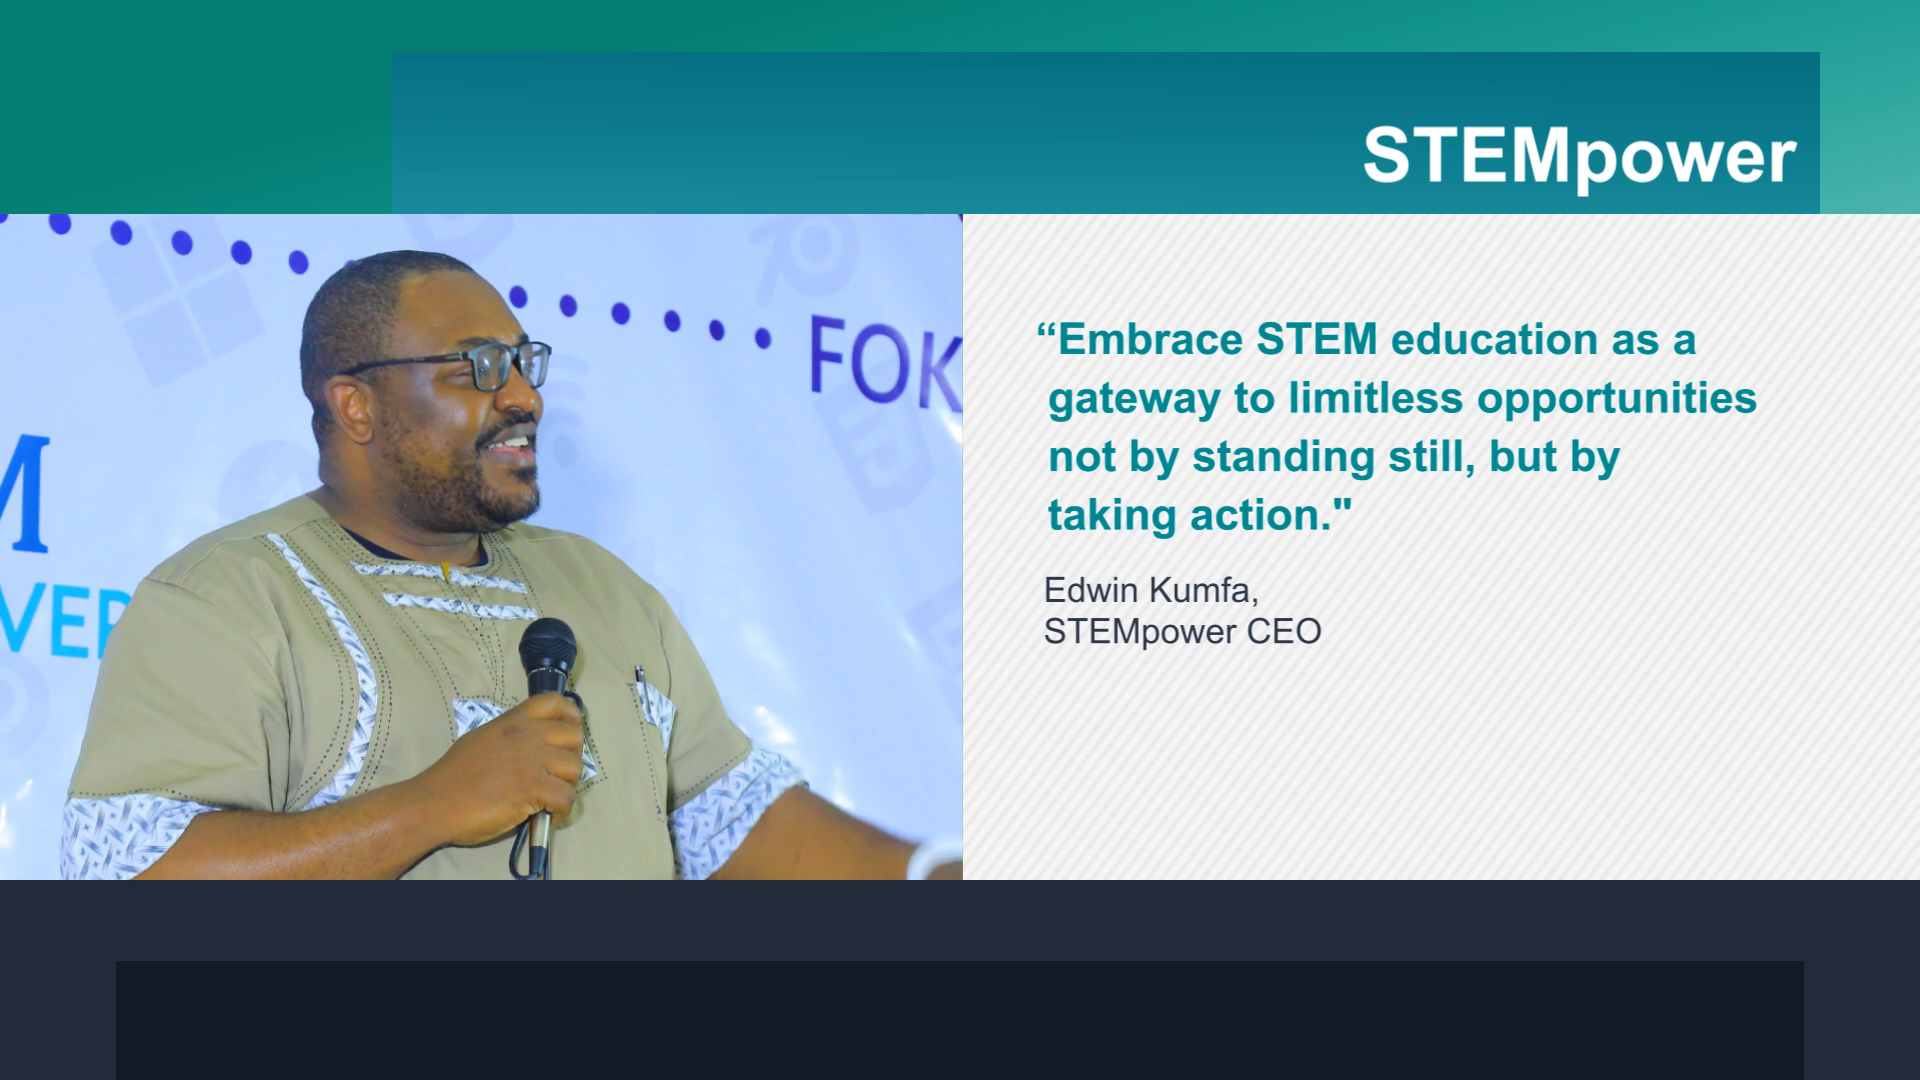 STEMpower
FOK
M
VER
“Embrace STEM education as a
gateway to limitless opportunities
not by standing still, but by
taking action."
Edwin Kumfa,
STEMpower CEO